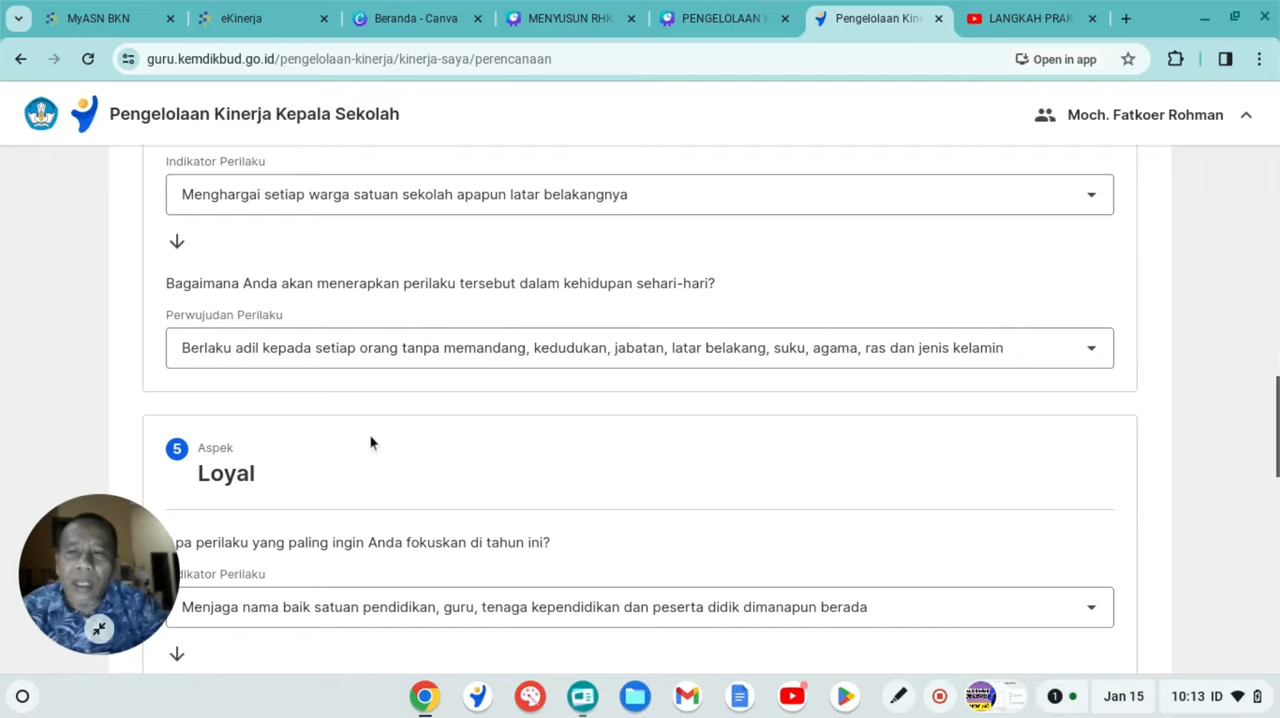 MyASN BKN
eKinerja
Beranda - Canva
MENYUSUN RHK
PENGELOLAAN
Pengelolaan Kin
LANGKAH PRAK
guru.kemdikbud.go.id/pengelolaan-kinerja/kinerja-saya/perencanaan
Open in app
Pengelolaan Kinerja Kepala Sekolah
Moch. Fatkoer Rohman
Indikator Perilaku
Menghargai setiap warga satuan sekolah apapun latar belakangnya
Bagaimana Anda akan menerapkan perilaku tersebut dalam kehidupan sehari-hari?
Perwujudan Perilaku
Berlaku adil kepada setiap orang tanpa memandang, kedudukan, jabatan, latar belakang, suku, agama, ras dan jenis kelamin
5 Aspek
Loyal
pa perilaku yang paling ingin Anda fokuskan di tahun ini?
dikator Perilaku
Menjaga nama baik satuan pendidikan, guru, tenaga kependidikan dan peserta didik dimanapun berada
1
Jan 15
10:13 ID